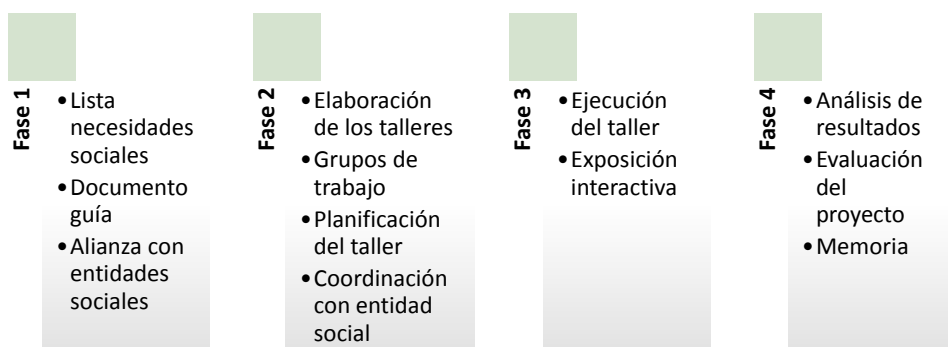 Fase 1
•Lista
necesidades
sociales
•Documento
guía
•Alianza con
entidades
sociales
Fase 2
•Elaboración
de los talleres
•Grupos de
trabajo
•Planificación
del taller
•Coordinación
con entidad
social
Fase 3
•Ejecución
del taller
•Exposición
interactiva
Fase 4
•Análisis de
resultados
•Evaluación
del
proyecto
•Memoria